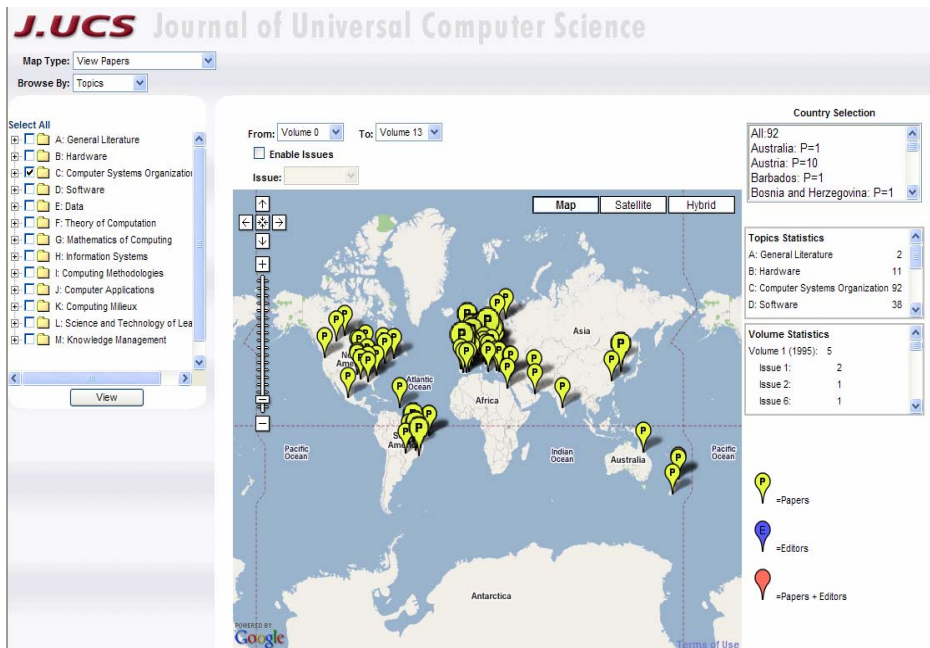 J.UCS Journal of Universal Computer Science
Map Type: View Papers
Browse By: Topics
Select All
A: General Literature
B: Hardware
C: Computer Systems Organization
D: Software
E: Data
F: Theory of Computation
G: Mathematics of Computing
H: Information Systems
I: Computing Methodologies
J: Computer Applications
K: Computing Milieux
L: Science and Technology of Lea
M: Knowledge Management
View
From: Volume 0 To: Volume 13
Enable Issues
Issue:
Map Satellite Hybrid
Asia
Atlantic
Ocean
Africa
Pacific
Ocean
Indian
Ocean
Australia
Pacific
Ocean
Antarctica
POWERED BY
Google
Terms of Use
Country Selection
All:92
Australia: P=1
Austria: P=10
Barbados: P=1
Bosnia and Herzegovina: P=1
Topics Statistics
A: General Literature 2
B: Hardware 11
C: Computer Systems Organization 92
D: Software 38
Volume Statistics
Volume 1 (1995): 5
Issue 1: 2
Issue 2: 1
Issue 6: 1
P =Papers
E =Editors
=Papers + Editors